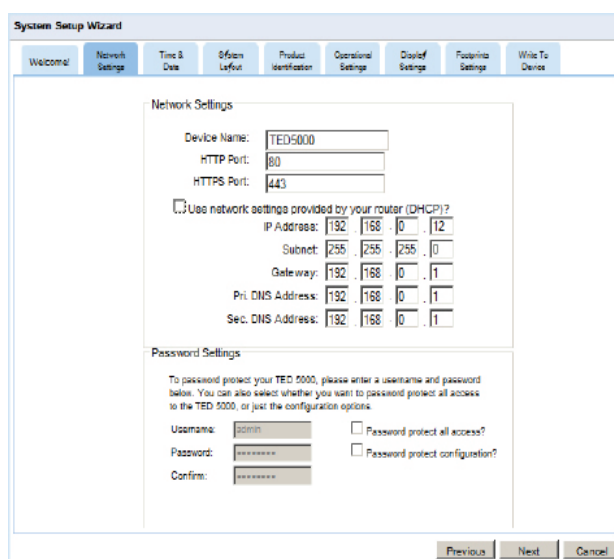 System Setup Wizard
Welcome! Network Settings Time & Date System Layout Product Identification Operational Settings Display Settings Footprints Settings Write To Device
Network Settings
Device Name: TED5000
HTTP Port: 80
HTTPS Port: 443
Use network settings provided by your router (DHCP)?
IP Address: 192 . 168 . 0 . 12
Subnet: 255 . 255 . 255 . 0
Gateway: 192 . 168 . 0 . 1
Pri. DNS Address: 192 . 168 . 0 . 1
Sec. DNS Address: 192 . 168 . 0 . 1
Password Settings
To password protect your TED 5000, please enter a username and password
below. You can also select whether you want to password protect all access
to the TED 5000, or just the configuration options.
Username: admin Password protect all access?
Password: •••••••• Password protect configuration?
Confirm: ••••••••
Previous Next Cancel